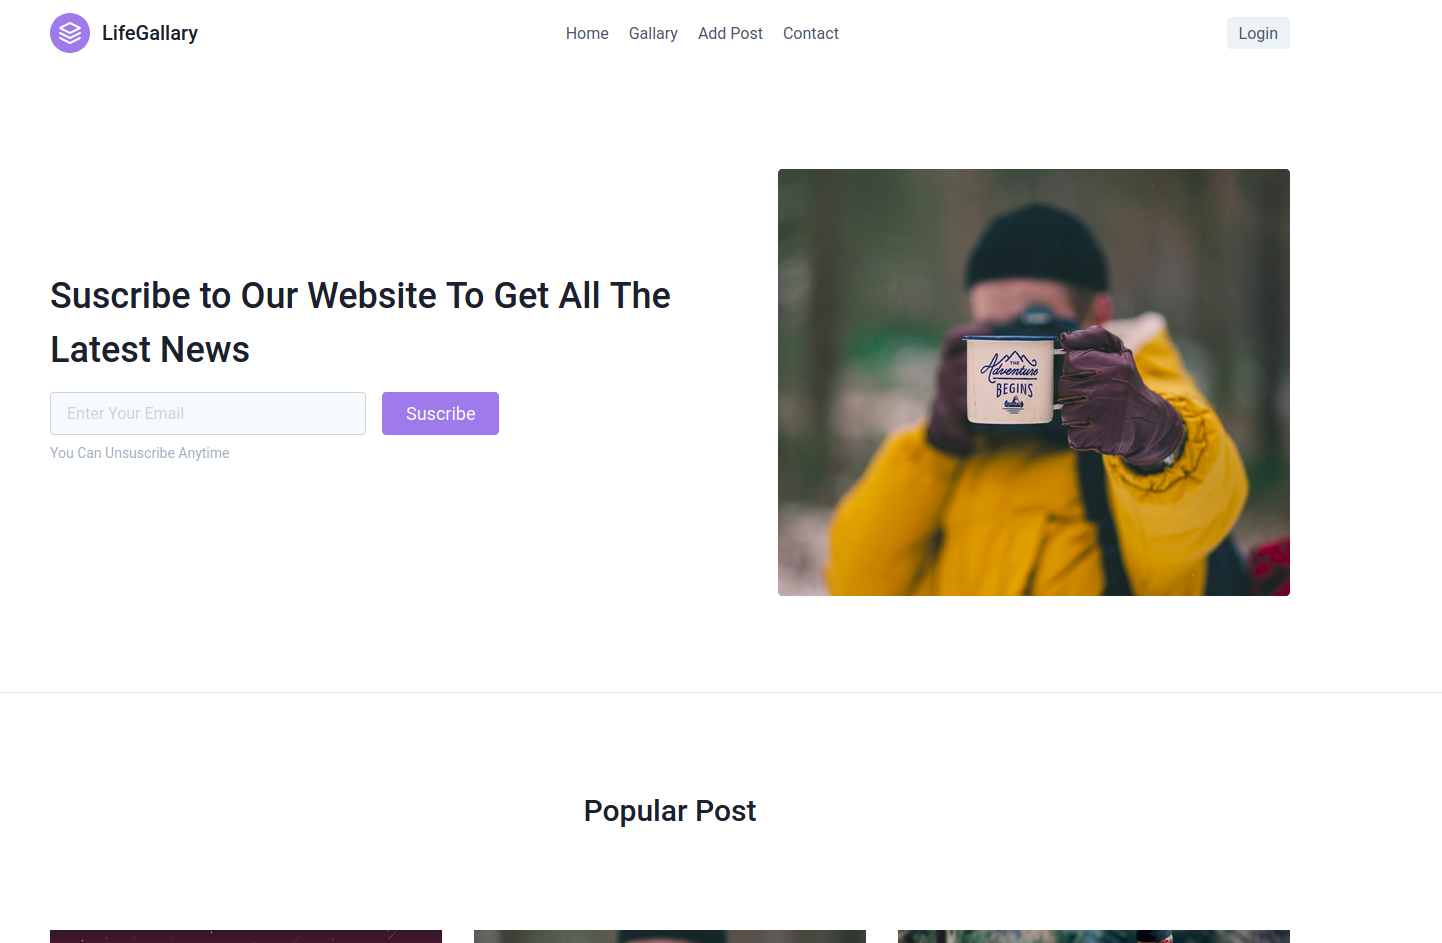 LifeGallary
Home Gallary Add Post Contact
Login
Suscribe to Our Website To Get All The
Latest News
Enter Your Email
Suscribe
You Can Unsuscribe Anytime
THE
Adventure
BEGINS
Popular Post